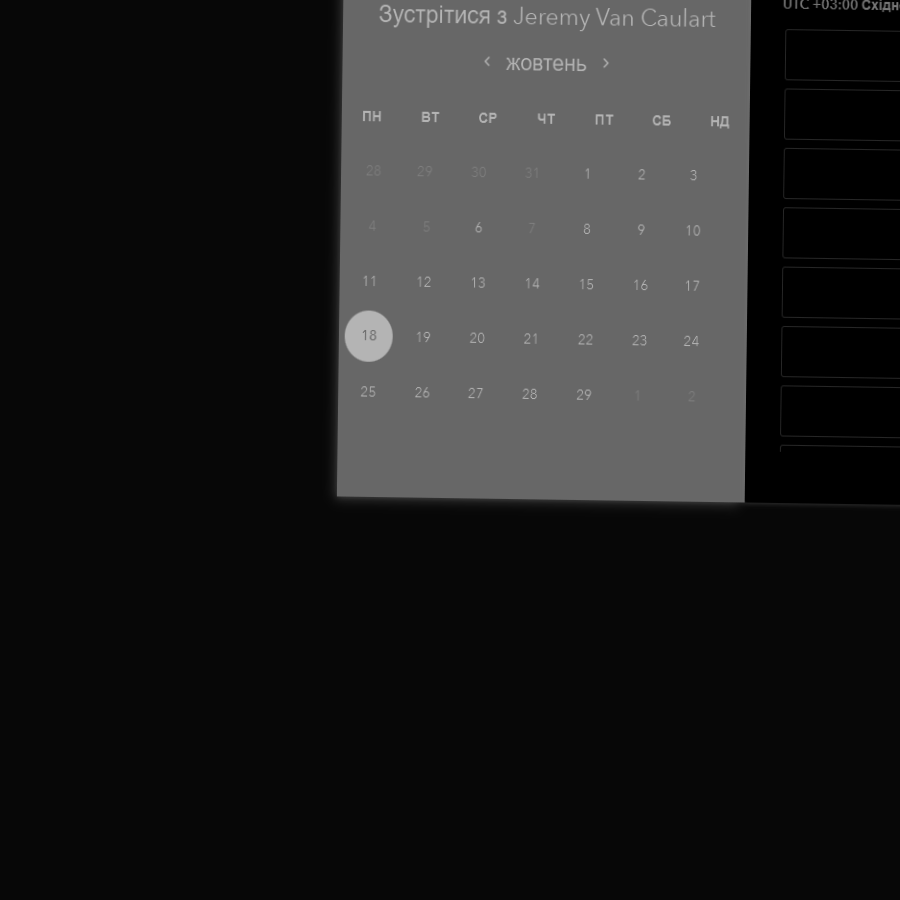 Зустрітися з Jeremy Van Caulart
‹ жовтень ›
ПН ВТ СР ЧТ ПТ СБ НД
28 29 30 31 1 2 3
4 5 6 7 8 9 10
11 12 13 14 15 16 17
18 19 20 21 22 23 24
25 26 27 28 29 1 2
UTC +03:00